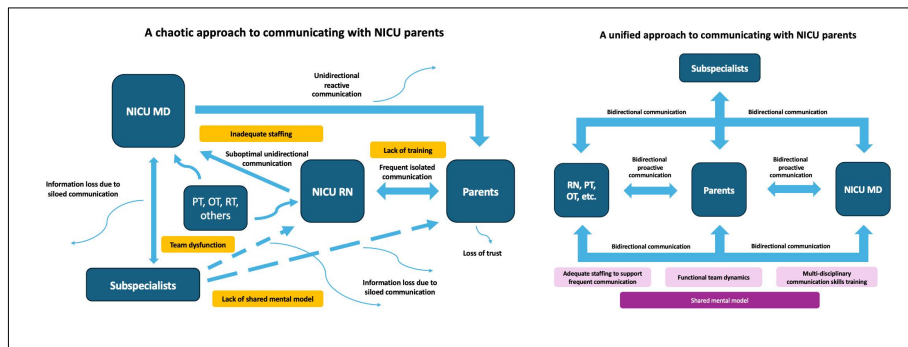 A chaotic approach to communicating with NICU parents
Unidirectional
reactive
communication
NICU MD
Inadequate staffing
Suboptimal unidirectional
communication
Lack of training
Frequent isolated
communication
Information loss due to
siloed communication
PT, OT, RT,
others
NICU RN
Parents
Team dysfunction
Loss of trust
Subspecialists
Lack of shared mental model
Information loss due to
siloed communication
A unified approach to communicating with NICU parents
Subspecialists
Bidirectional communication
Bidirectional communication
RN, PT,
OT, etc.
Bidirectional
proactive
communication
Parents
Bidirectional
proactive
communication
NICU MD
Bidirectional communication
Bidirectional communication
Adequate staffing to support
frequent communication
Functional team dynamics
Multi-disciplinary
communication skills training
Shared mental model